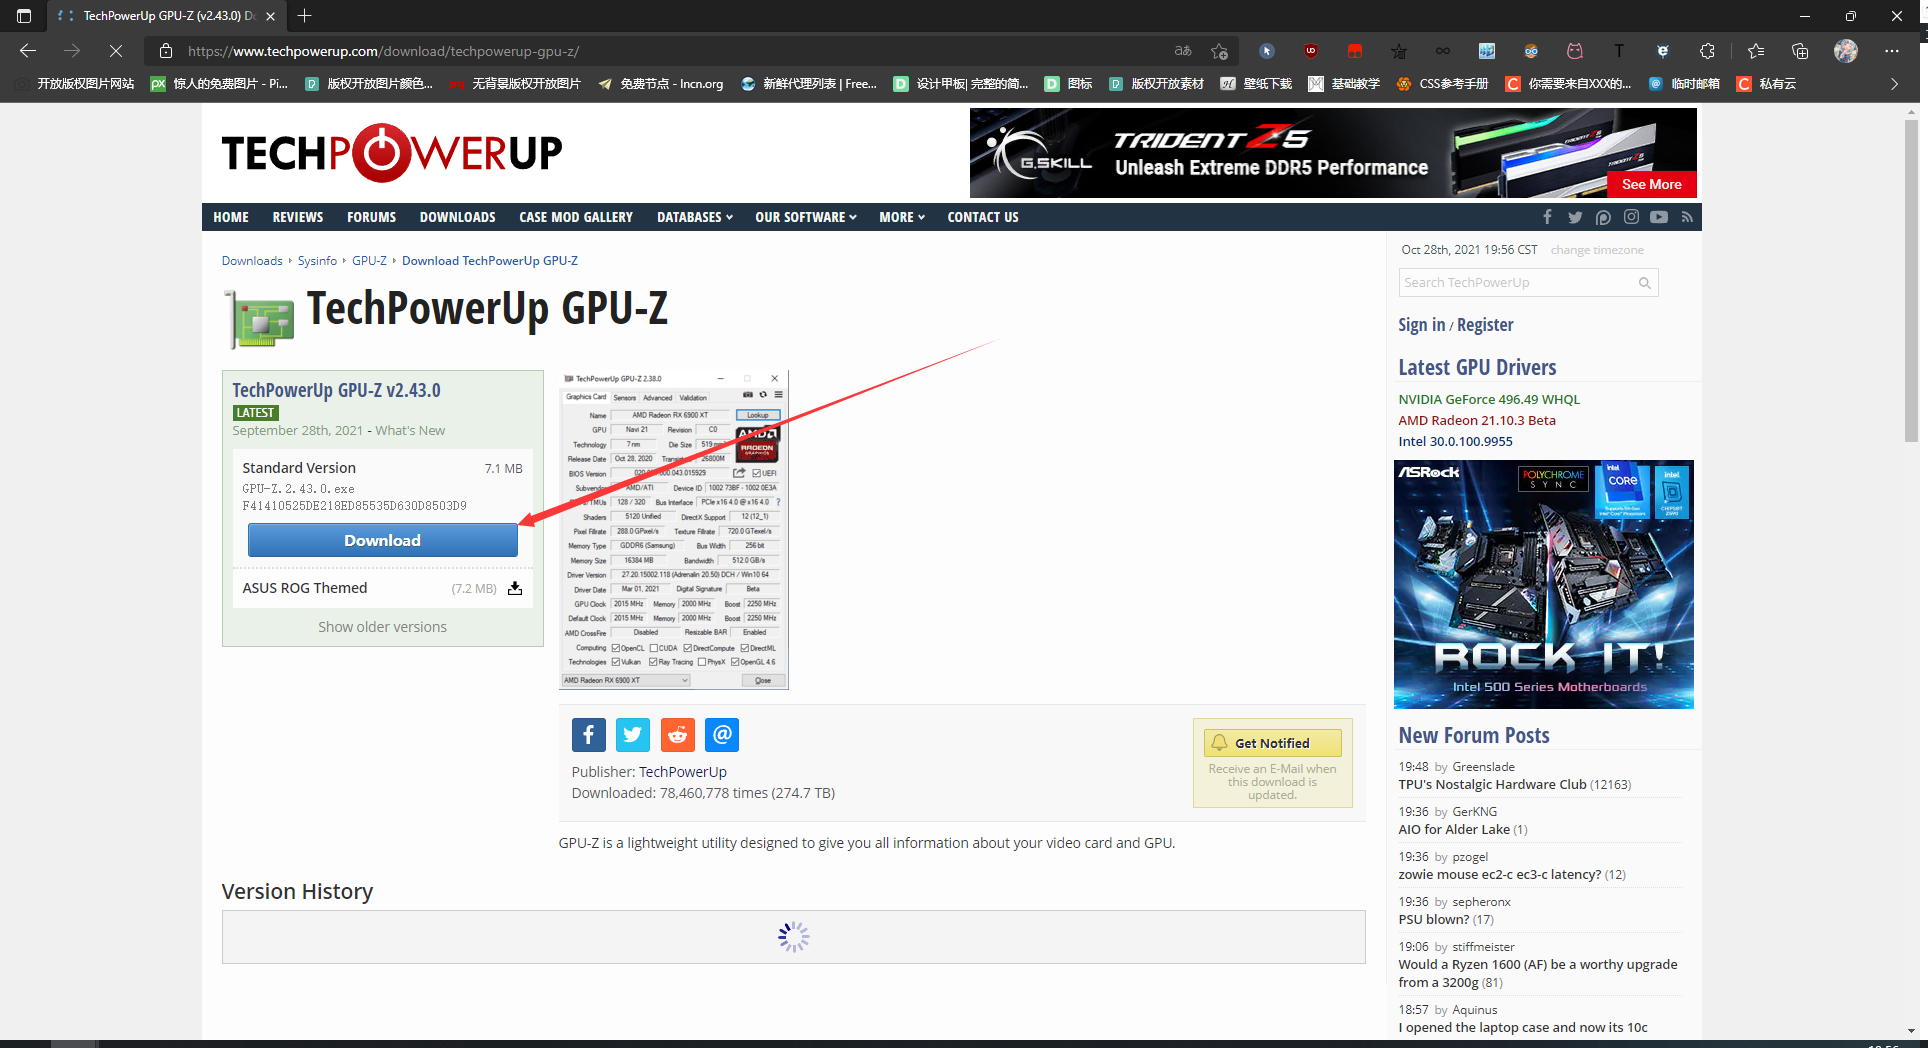 TechPowerUp GPU-Z (v2.43.0) Do
https://www.techpowerup.com/download/techpowerup-gpu-z/
开放版权图片网站
惊人的免费图片 - Pi...
版权开放图片颜色...
无背景版权开放图片
免费节点 - lncn.org
新鲜代理列表 | Free...
设计甲板| 完整的简...
图标
版权开放素材
壁纸下载
基础教学
CSS参考手册
你需要来自XXX的...
临时邮箱
私有云
TECHPOWERUP
G.SKILL
TRIDENT Z5
Unleash Extreme DDR5 Performance
See More
HOME REVIEWS FORUMS DOWNLOADS CASE MOD GALLERY DATABASES OUR SOFTWARE MORE CONTACT US
Downloads Sysinfo GPU-Z Download TechPowerUp GPU-Z
TechPowerUp GPU-Z
TechPowerUp GPU-Z v2.43.0
LATEST
September 28th, 2021 - What's New
Standard Version 7.1 MB
GPU-Z.2.43.0.exe
F41410525DE218ED85535D630D8503D9
Download
ASUS ROG Themed (7.2 MB)
Show older versions
TechPowerUp GPU-Z 2.38.0
Graphics Card Sensors Advanced Validation
Name AMD Radeon RX 6900 XT Lookup
GPU Navi 21 Revision C0
AMD
RADEON
GRAPHICS
Technology 7 nm Die Size 519 mm
Release Date Oct 28, 2020 Transist 26800M
BIOS Version 020.00.000.043.015929 UEFI
Subvendor AMD/ATI Device ID 1002 73BF - 1002 0E3A
TMUs 128 / 320 Bus Interface PCIe x16 4.0 @ x16 4.0 ?
Shaders 5120 Unified DirectX Support 12 (12_1)
Pixel Fillrate 288.0 GPixel/s Texture Fillrate 720.0 GTexel/s
Memory Type GDDR6 (Samsung) Bus Width 256 bit
Memory Size 16384 MB Bandwidth 512.0 GB/s
Driver Version 27.20.15002.118 (Adrenalin 20.50) DCH / Win10 64
Driver Date Mar 01, 2021 Digital Signature Beta
GPU Clock 2015 MHz Memory 2000 MHz Boost 2250 MHz
Default Clock 2015 MHz Memory 2000 MHz Boost 2250 MHz
AMD CrossFire Disabled Resizable BAR Enabled
Computing OpenCL CUDA DirectCompute DirectML
Technologies Vulkan Ray Tracing PhysX OpenGL 4.6
AMD Radeon RX 6900 XT Close
Publisher: TechPowerUp
Downloaded: 78,460,778 times (274.7 TB)
Get Notified
Receive an E-Mail when
this download is
updated.
GPU-Z is a lightweight utility designed to give you all information about your video card and GPU.
Version History
Oct 28th, 2021 19:56 CST change timezone
Search TechPowerUp
Sign in / Register
Latest GPU Drivers
NVIDIA GeForce 496.49 WHQL
AMD Radeon 21.10.3 Beta
Intel 30.0.100.9955
ASRock
POLYCHROME
SYNC
intel
CORE
intel
ROCK IT!
Intel 500 Series Motherboards
New Forum Posts
19:48 by Greenslade
TPU's Nostalgic Hardware Club (12163)
19:36 by GerKNG
AIO for Alder Lake (1)
19:36 by pzogel
zowie mouse ec2-c ec3-c latency? (12)
19:36 by sepheronx
PSU blown? (17)
19:06 by stiffmeister
Would a Ryzen 1600 (AF) be a worthy upgrade
from a 3200g (81)
18:57 by Aquinus
I opened the laptop case and now its 10c